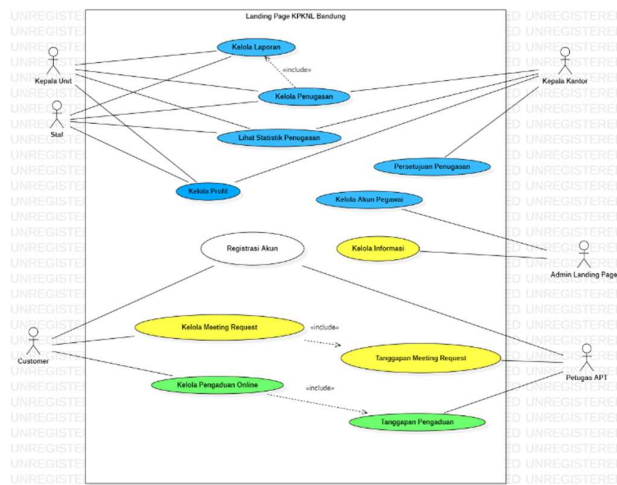 Landing Page KPKNL Bandung
Kelola Laporan
«include»
Kepala Unit
Kelola Penugasan
Kepala Kantor
Staf
Lihat Statistik Penugasan
Persetujuan Penugasan
Kelola Profil
Kelola Akun Pegawai
Registrasi Akun
Kelola Informasi
Admin Landing Page
Kelola Meeting Request
«include»
Customer
Tanggapan Meeting Request
Petugas APT
Kelola Pengaduan Online
«include»
Tanggapan Pengaduan
UNREGISTERED